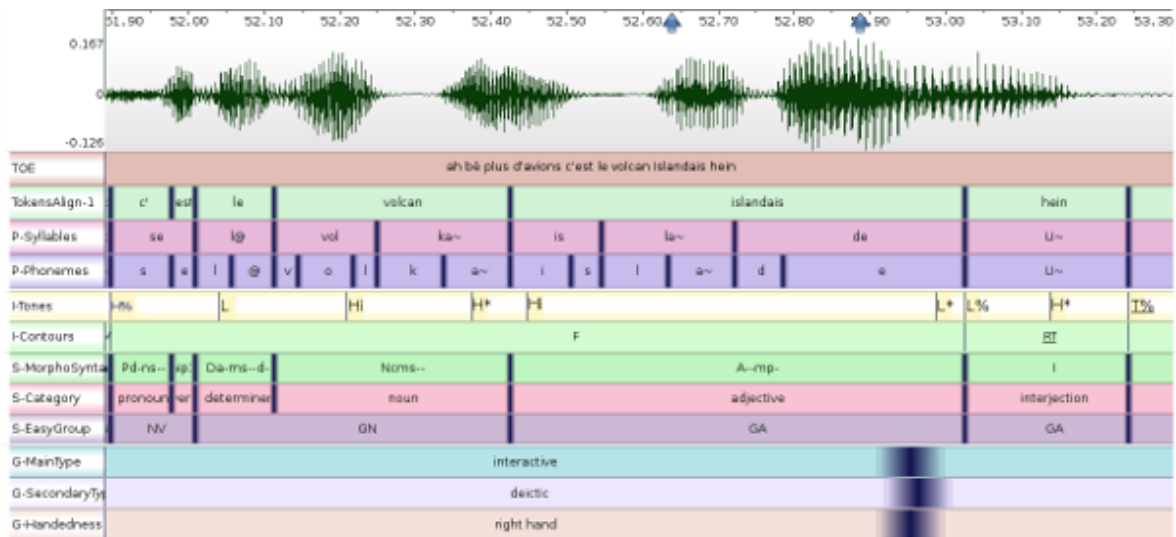 51.90 52.00 52.10 52.20 52.30 52.40 52.50 52.60 52.70 52.80 52.90 53.00 53.10 53.20 53.30
0.167
0
-0.126
TOE ah bè plus d'avions c'est le volcan islandais hein
TokensAlign-1 c' est le volcan islandais hein
P-Syllables se l@ vol ka~ is la~ de U~
P-Phonemes s e l @ v o l k a~ i s l a~ d e U~
I-Tones H% L Hi H* Hi L* L% H* T%
I-Contours F RT
S-MorphoSynta Pd-ns-- Da-ms--d- Ncms-- A--mp- I
S-Category pronoun determiner noun adjective interjection
S-EasyGroup NV GN GA GA
G-MainType interactive
G-SecondaryTy deictic
G-Handedness right hand